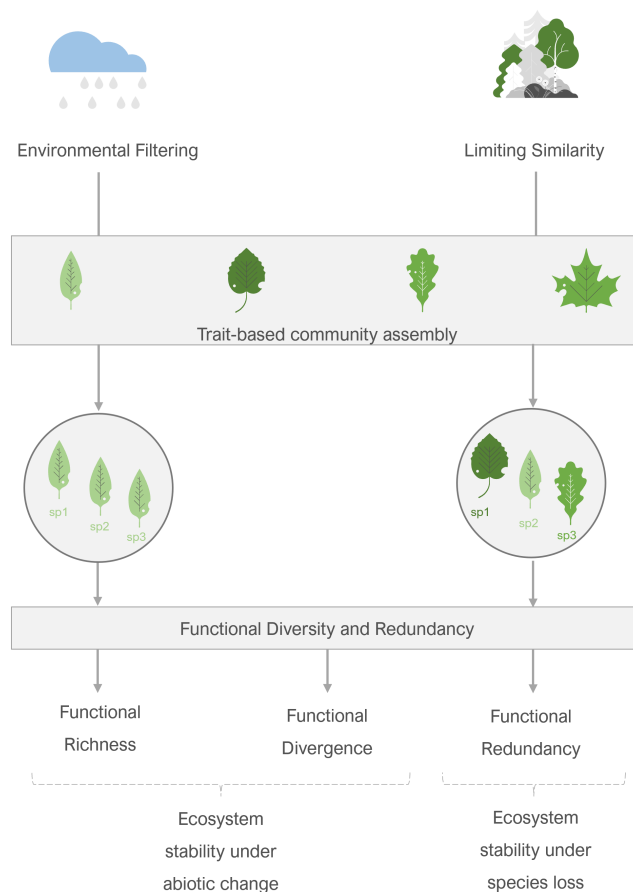 Environmental Filtering
Limiting Similarity
Trait-based community assembly
sp1
sp2
sp3
sp1
sp2
sp3
Functional Diversity and Redundancy
Functional
Richness
Functional
Divergence
Functional
Redundancy
Ecosystem
stability under
abiotic change
Ecosystem
stability under
species loss